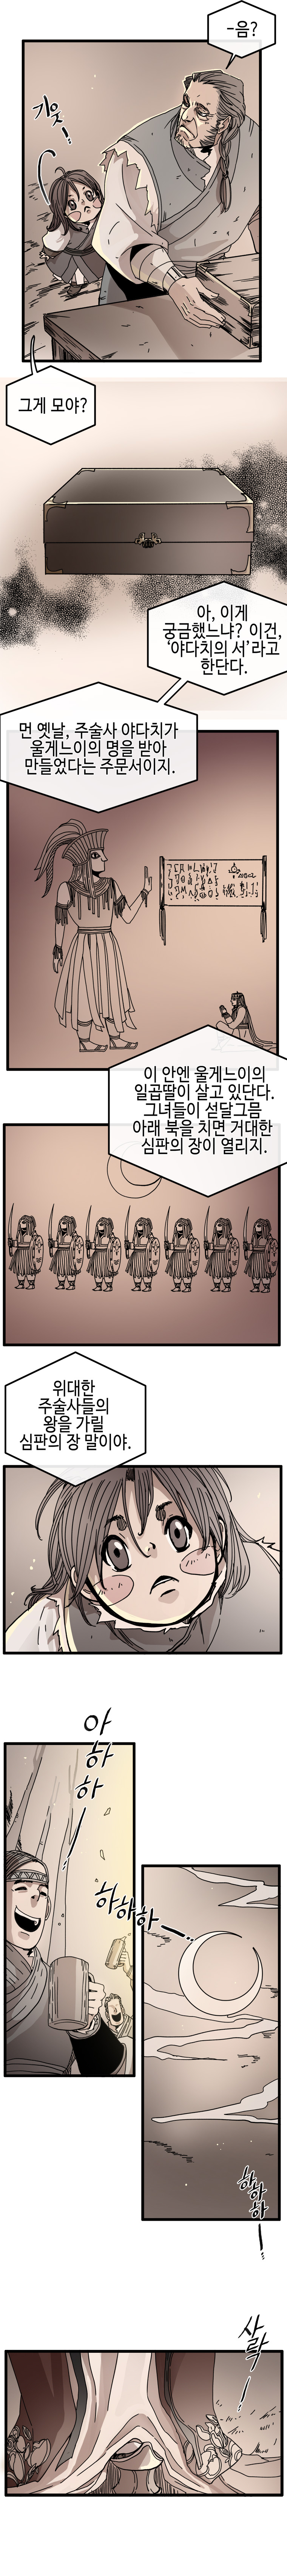 -음?
기웃!
그게 모야?
아, 이게
궁금했느냐? 이건,
'야다치의 서'라고
한단다.
먼 옛날, 주술사 야다치가
울게느이의 명을 받아
만들었다는 주문서이지.
이 안엔 울게느이의
일곱딸이 살고 있단다.
그녀들이 섣달그믐
아래 북을 치면 거대한
심판의 장이 열리지.
위대한
주술사들의
왕을 가릴
심판의 장 말이야.
아
하
하
하하하
하하하
사락